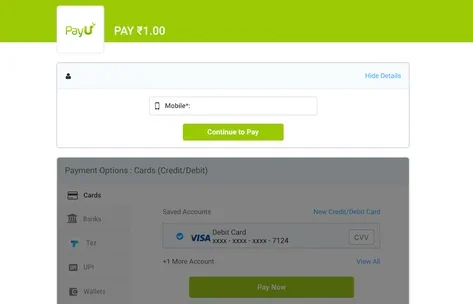 PayU
PAY ₹1.00
Hide Details
Mobile*:
Continue to Pay
Payment Options : Cards (Credit/Debit)
Cards
Banks
Tez
UPI
Wallets
Saved Accounts
New Credit/Debit Card
VISA
Debit Card
xxxx - xxxx - xxxx - 7124
CVV
+1 More Account
View All
Pay Now